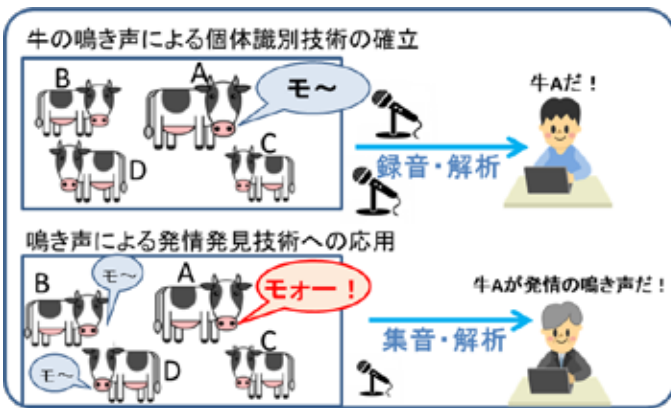 牛の鳴き声による個体識別技術の確立
B
A
モ～
牛Aだ！
D
C
録音・解析
鳴き声による発情発見技術への応用
B
モ～
A
モォー！
牛Aが発情の鳴き声だ！
C
集音・解析
モ～
D